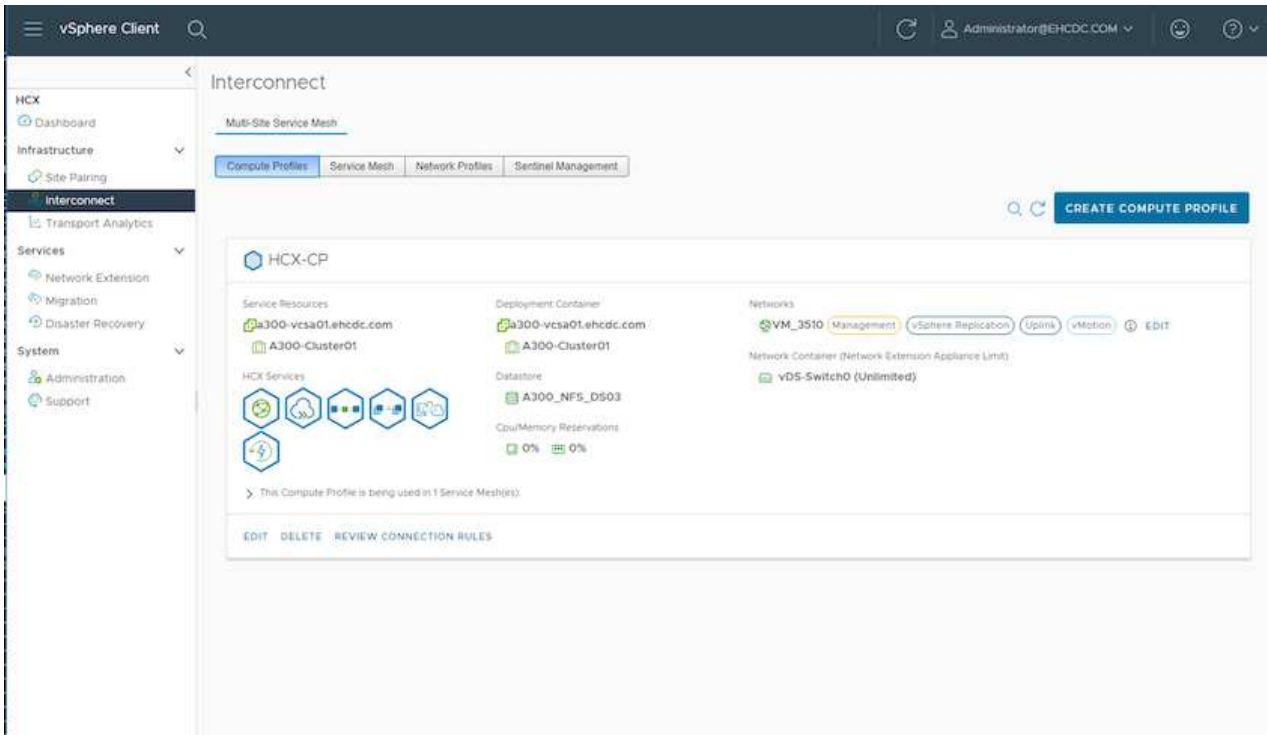 vSphere Client
Administrator@EHCDC.COM
Interconnect
HCX
Dashboard
Infrastructure
Site Pairing
Interconnect
Transport Analytics
Services
Network Extension
Migration
Disaster Recovery
System
Administration
Support
Multi-Site Service Mesh
Compute Profiles Service Mesh Network Profiles Sentinel Management
CREATE COMPUTE PROFILE
HCX-CP
Service Resources
a300-vcsa01.ehcdc.com
A300-Cluster01
HCX Services
Deployment Container
a300-vcsa01.ehcdc.com
A300-Cluster01
Datastore
A300_NFS_DS03
Cpu/Memory Reservations
0% 0%
Networks
VM_3510 Management vSphere Replication Uplink vMotion EDIT
Network Container (Network Extension Appliance Limit)
vDS-Switch0 (Unlimited)
This Compute Profile is being used in 1 Service Mesh(es).
EDIT DELETE REVIEW CONNECTION RULES